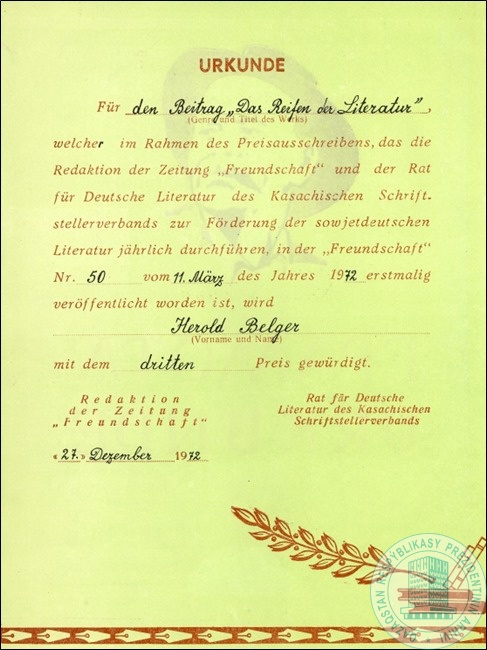 URKUNDE
Für den Beitrag „Das Reifen der Literatur",
(Genre und Titel des Werks)
welcher im Rahmen des Preisausschreibens, das die
Redaktion der Zeitung „Freundschaft" und der Rat
für Deutsche Literatur des Kasachischen Schrift-
stellerverbands zur Förderung der sowjetdeutschen
Literatur jährlich durchführen, in der „Freundschaft"
Nr. 50 vom 11. März des Jahres 1972 erstmalig
veröffentlicht worden ist, wird
Herold Belger
(Vorname und Name)
mit dem dritten Preis gewürdigt.
Redaktion
der Zeitung
„Freundschaft"
Rat für Deutsche
Literatur des Kasachischen
Schriftstellerverbands
«27.» Dezember 1972
QAZAQSTAN RESPYBLIKASY PREZIDENTINIŃ ARHIVI